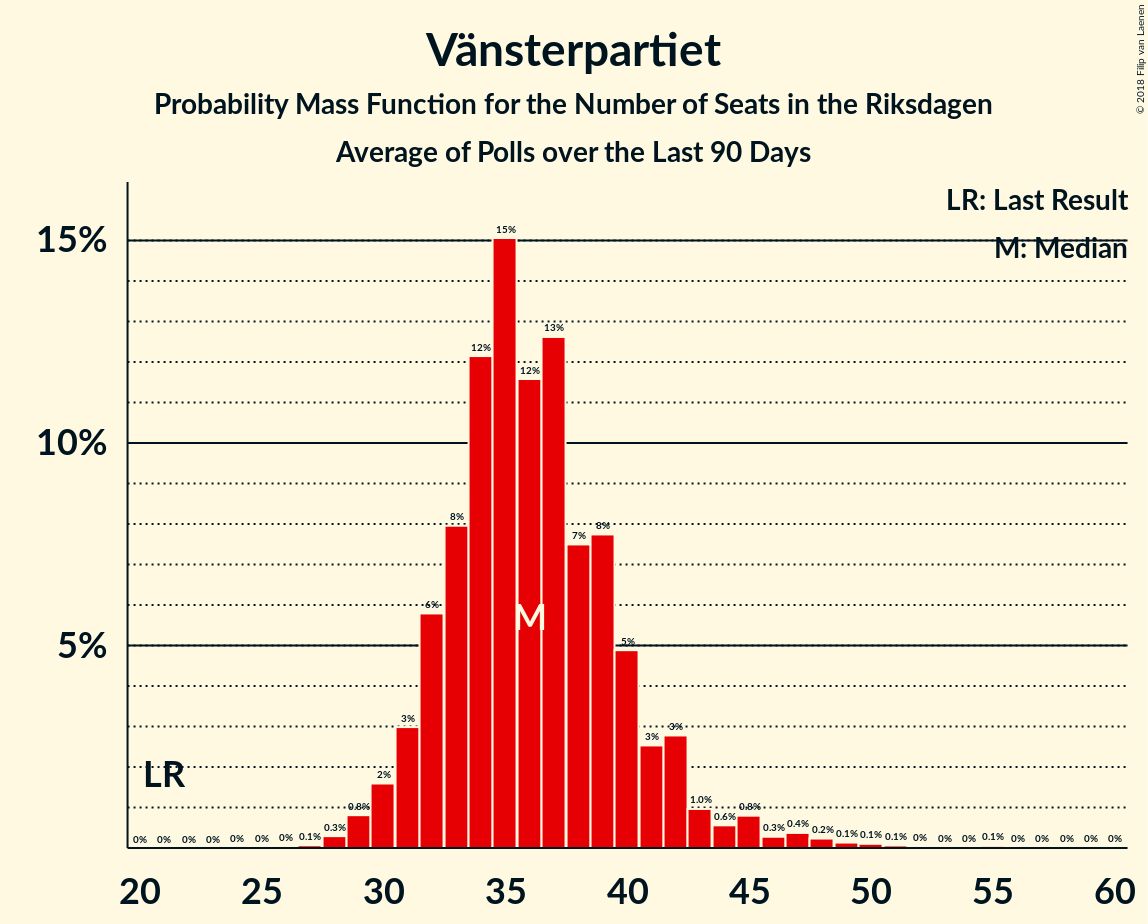 Vänsterpartiet
Probability Mass Function for the Number of Seats in the Riksdagen
Average of Polls over the Last 90 Days
© 2018 Filip van Laenen
LR: Last Result
M: Median
15%
10%
5%
LR
M
0% 0% 0% 0% 0% 0% 0% 0.1% 0.3% 0.8% 2% 3% 6% 8% 12% 15% 12% 13% 7% 8% 5% 3% 3% 1.0% 0.6% 0.8% 0.3% 0.4% 0.2% 0.1% 0.1% 0.1% 0% 0% 0% 0.1% 0% 0% 0% 0% 0%
20 25 30 35 40 45 50 55 60